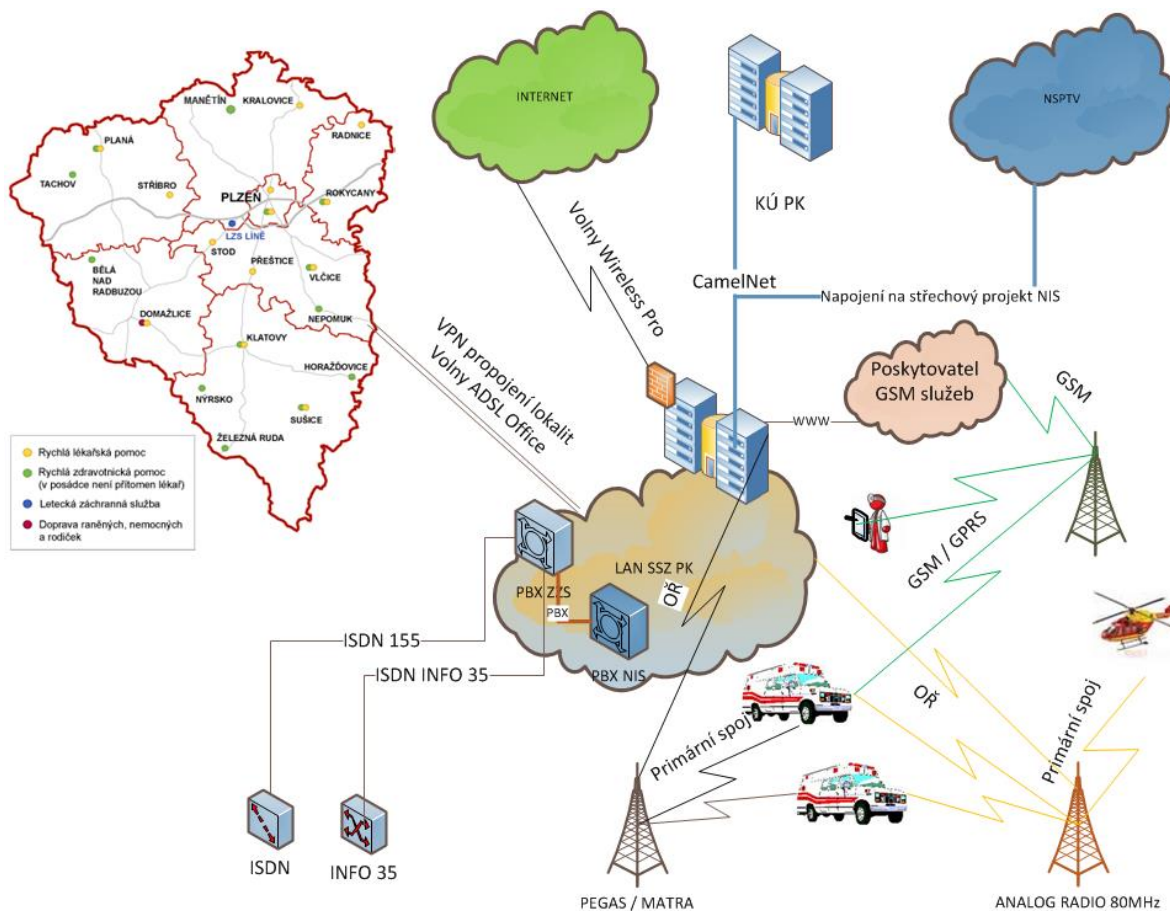 MANĚTÍN
KRALOVICE
RADNICE
PLANÁ
TACHOV
STŘÍBRO
PLZEŇ
ROKYCANY
LZS LÍNĚ
STOD
PŘEŠTICE
BĚLÁ
NAD
RADBUZOU
VLČICE
DOMAŽLICE
NEPOMUK
KLATOVY
HORAŽĎOVICE
NÝRSKO
SUŠICE
ŽELEZNÁ RUDA
Rychlá lékařská pomoc
Rychlá zdravotnická pomoc
(v posádce není přítomen lékař)
Letecká záchranná služba
Doprava raněných, nemocných
a rodiček
INTERNET
KÚ PK
NSPTV
Volny Wireless Pro
CamelNet
Napojení na střechový projekt NIS
VPN propojení lokalit
Volny ADSL Office
Poskytovatel
GSM služeb
WWW
GSM
GSM / GPRS
LAN SSZ PK
OŘ
PBX ZZS
PBX
PBX NIS
ISDN 155
ISDN INFO 35
OŘ
Primární spoj
Primární spoj
ISDN
INFO 35
PEGAS / MATRA
ANALOG RADIO 80MHz